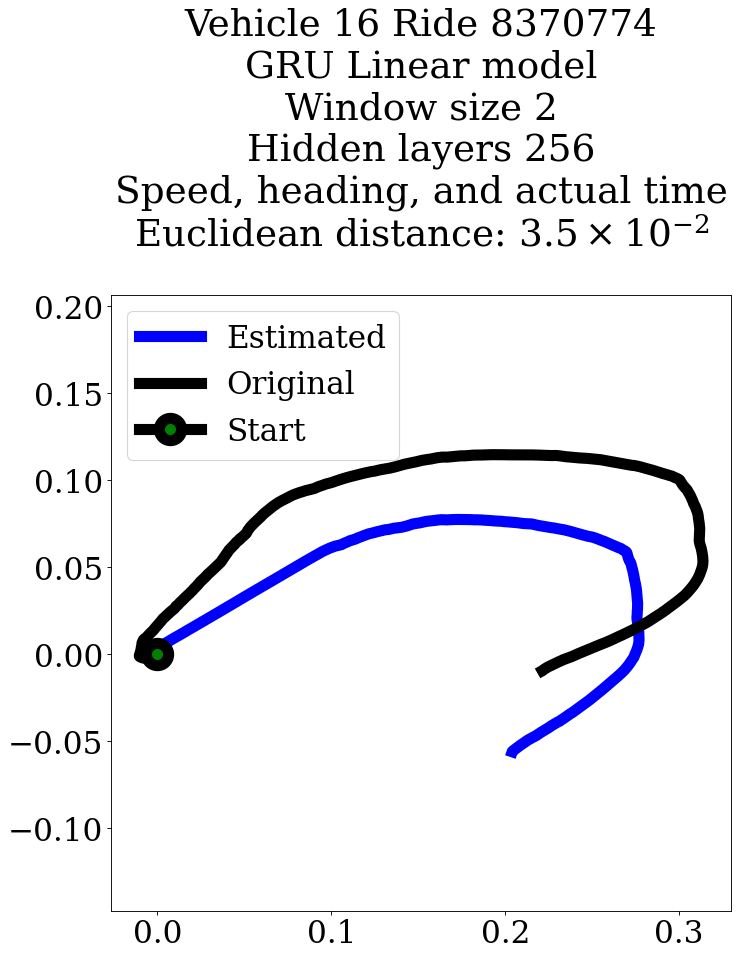 Vehicle 16 Ride 8370774
GRU Linear model
Window size 2
Hidden layers 256
Speed, heading, and actual time
Euclidean distance: 3.5 × 10⁻²
Estimated
Original
Start
0.20
0.15
0.10
0.05
0.00
−0.05
−0.10
0.0 0.1 0.2 0.3